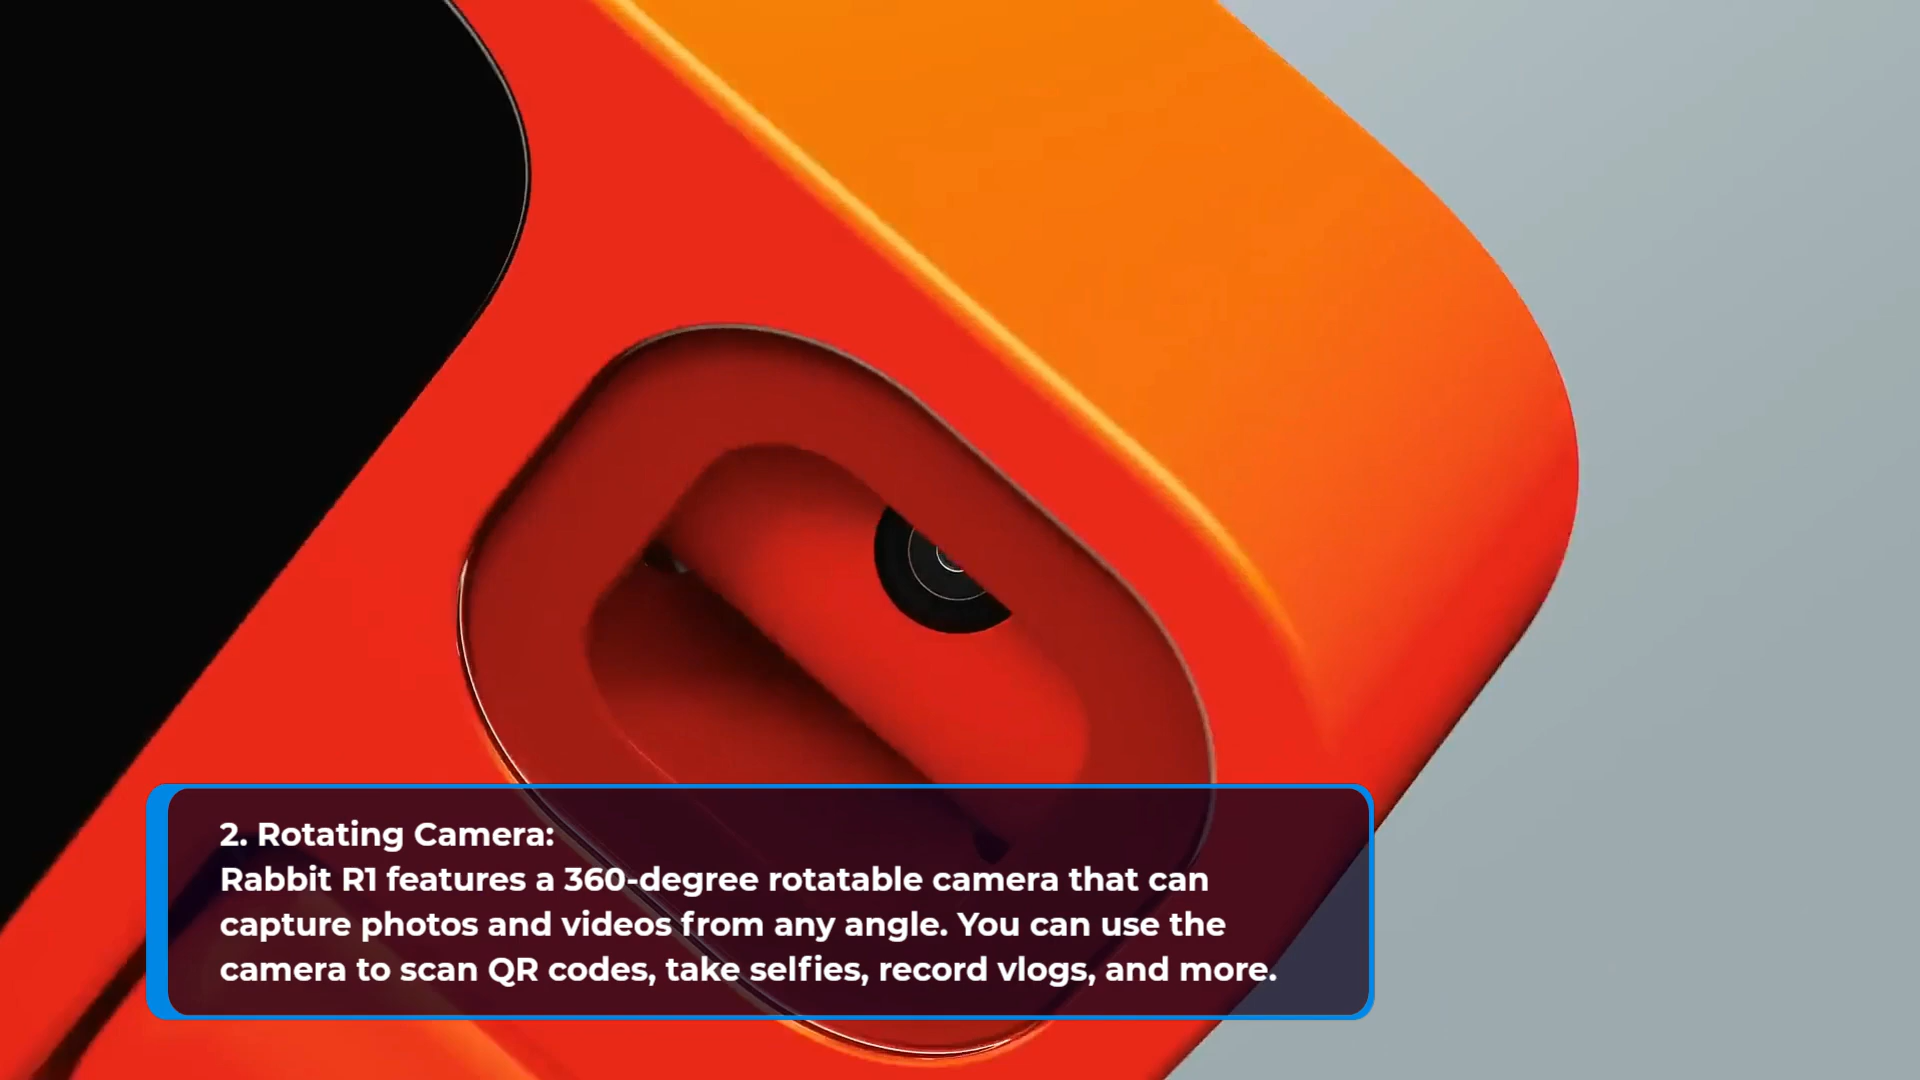 2. Rotating Camera:
Rabbit R1 features a 360-degree rotatable camera that can
capture photos and videos from any angle. You can use the
camera to scan QR codes, take selfies, record vlogs, and more.